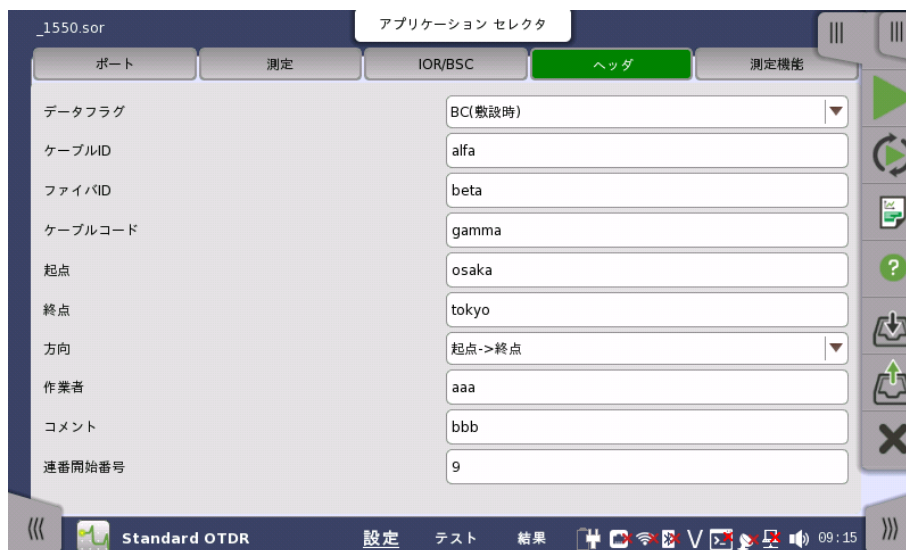 _1550.sor
アプリケーション セレクタ
ポート 測定 IOR/BSC ヘッダ 測定機能
データフラグ BC(敷設時)
ケーブルID alfa
ファイバID beta
ケーブルコード gamma
起点 osaka
終点 tokyo
方向 起点->終点
作業者 aaa
コメント bbb
連番開始番号 9
Standard OTDR 設定 テスト 結果 09:15